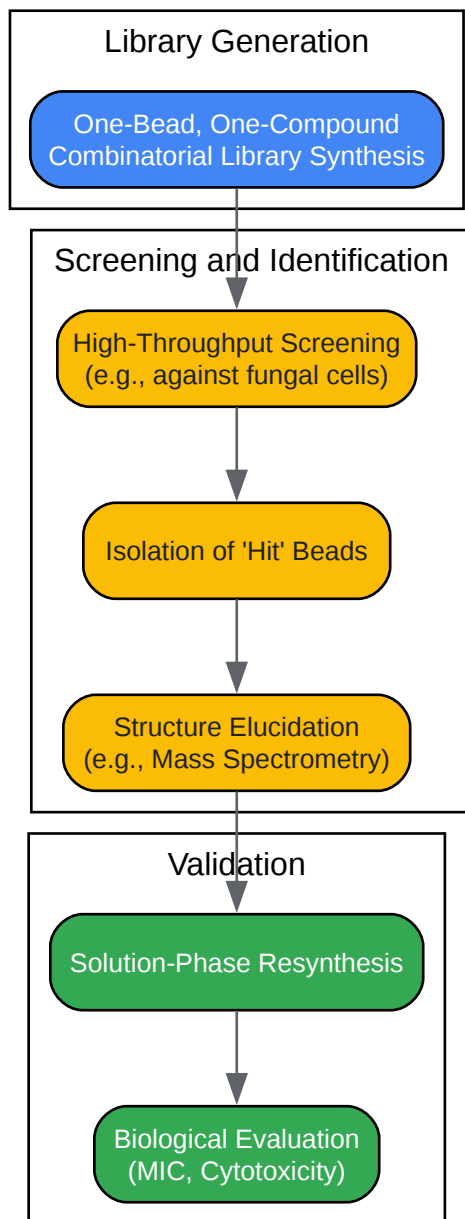 Library Generation
One-Bead, One-Compound
Combinatorial Library Synthesis
Screening and Identification
High-Throughput Screening
(e.g., against fungal cells)
Isolation of 'Hit' Beads
Structure Elucidation
(e.g., Mass Spectrometry)
Validation
Solution-Phase Resynthesis
Biological Evaluation
(MIC, Cytotoxicity)